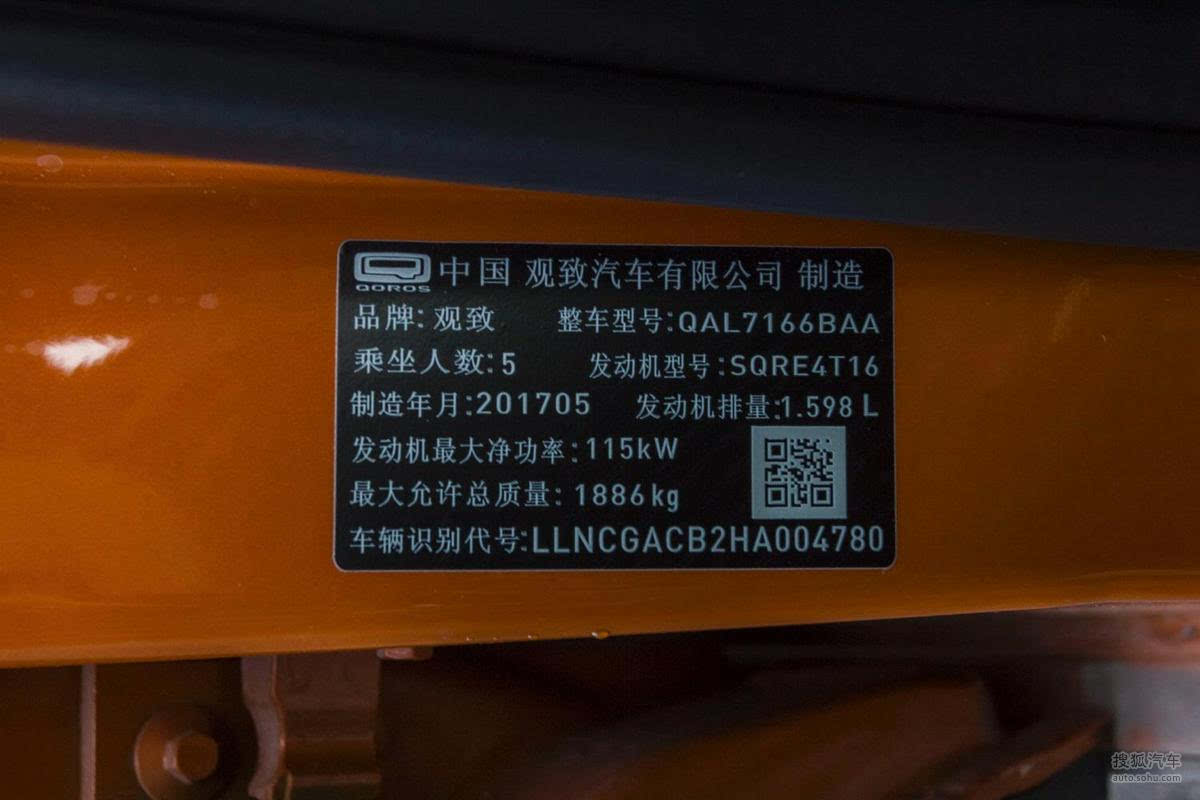 QOROS 中国 观致汽车有限公司 制造
品牌:观致 整车型号:QAL7166BAA
乘坐人数:5 发动机型号:SQRE4T16
制造年月:201705 发动机排量:1.598 L
发动机最大净功率:115kW
最大允许总质量:1886kg
车辆识别代号:LLNCGACB2HA004780
搜狐汽车
auto.sohu.com